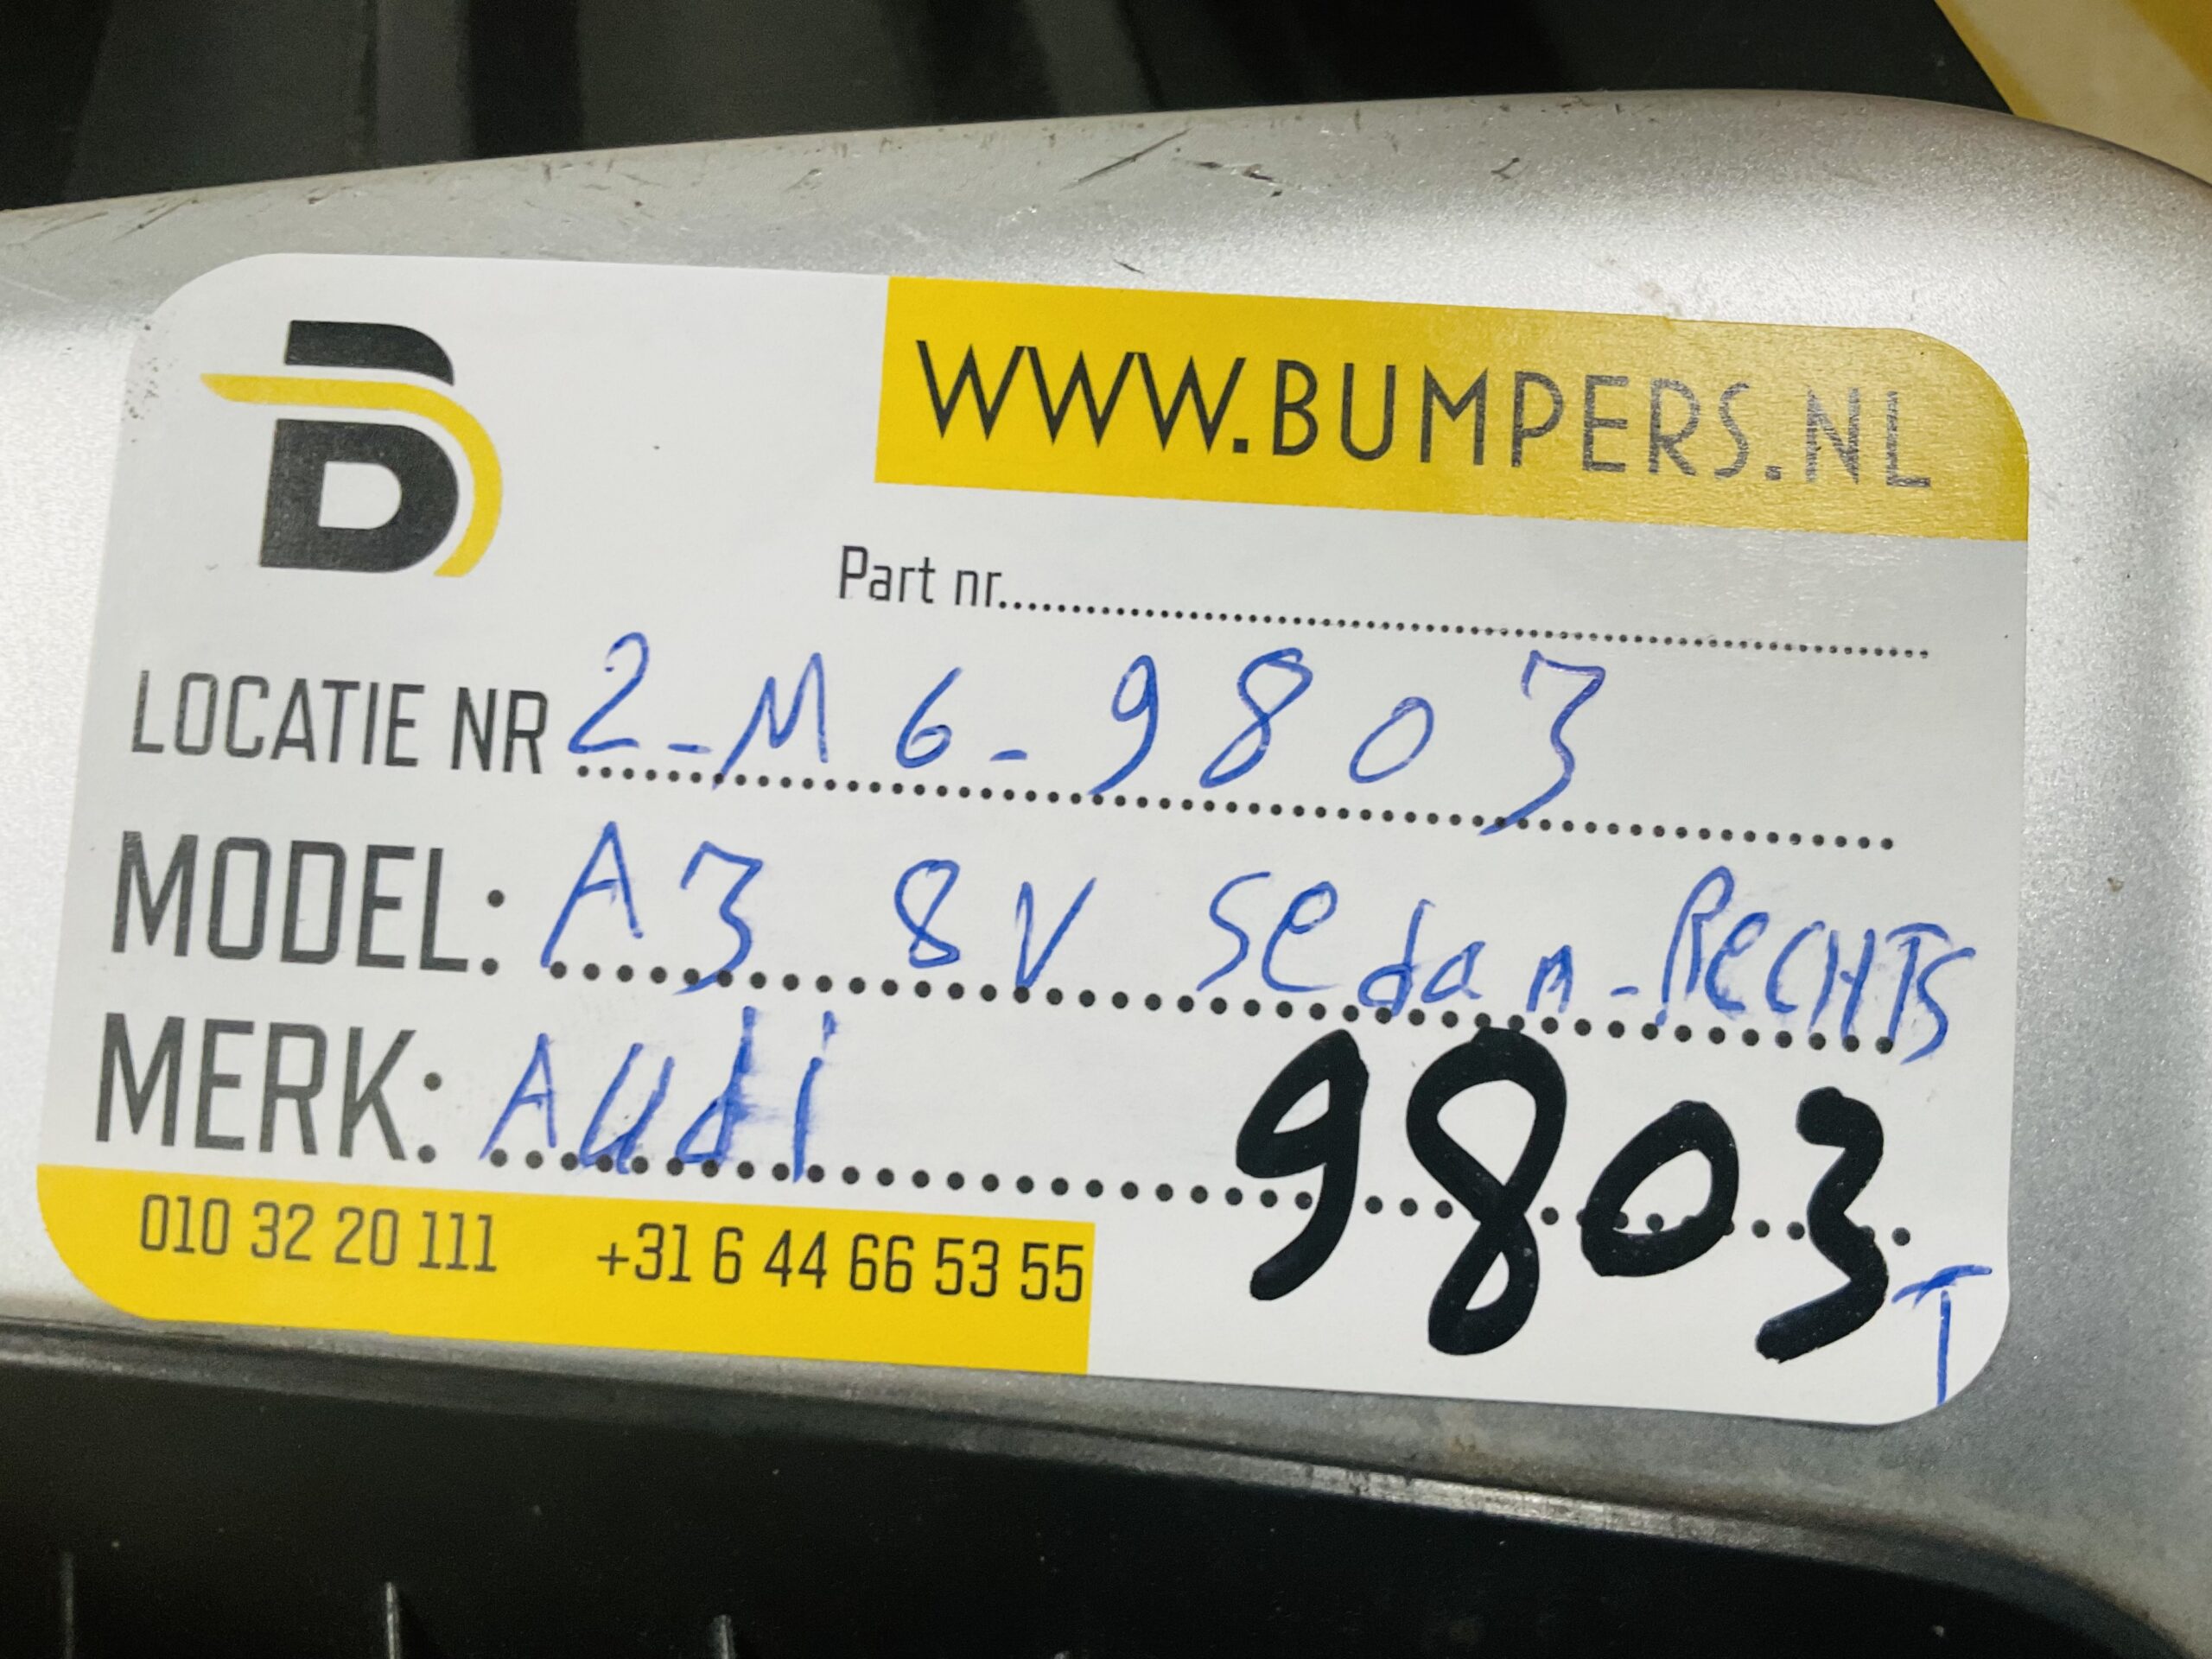 B
WWW.BUMPERS.NL
Part nr.....................
LOCATIE NR 2-M6-9803
MODEL: A3 8V Sedan-RECHTS
MERK: Audi
9803
T
010 32 20 111 +31 6 44 66 53 55